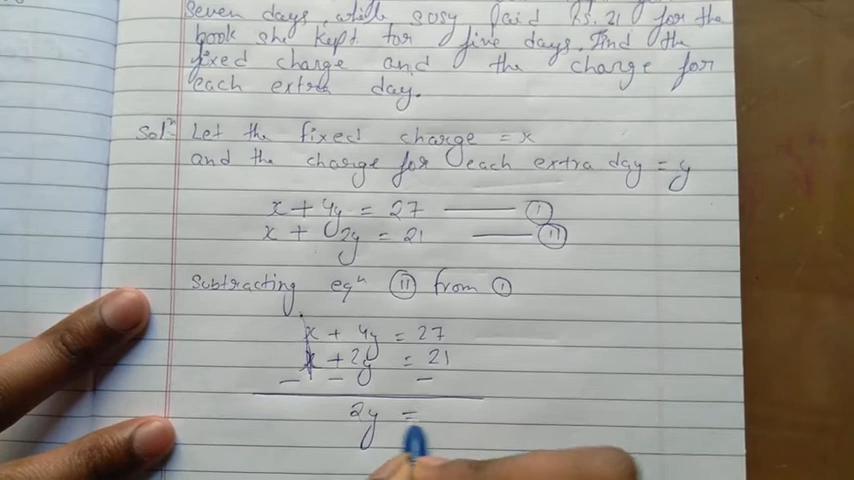 Seven days, while Susy paid Rs. 21 for the
book she kept for five days. Find the
fixed charge and the charge for
each extra day.
Solⁿ: Let the fixed charge = x
and the charge for each extra day = y
x + 4y = 27 —— (I)
x + 2y = 21 —— (II)
Subtracting eqⁿ (II) from (I)
x + 4y = 27
x + 2y = 21
– – –
2y =